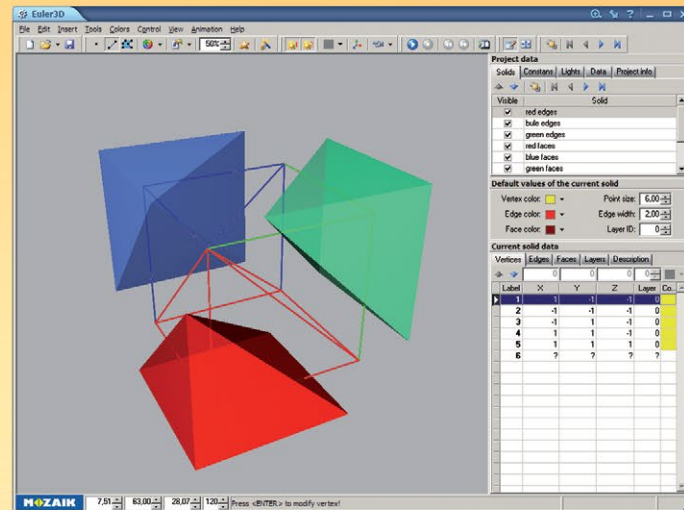 Euler3D
File Edit Insert Tools Colors Control View Animation Help
50%
Project data
Solids Constans Lights Data Project info
Visible Solid
red edges
bule edges
green edges
red faces
blue faces
green faces
Default values of the current solid
Vertex color: Point size: 6,00
Edge color: Edge width: 2,00
Face color: Layer ID: 0
Current solid data
Vertices Edges Faces Layers Description
0 0 0 0
Label X Y Z Layer Co..
1 1 -1 -1 0
2 -1 -1 -1 0
3 -1 1 -1 0
4 1 1 -1 0
5 1 1 1 0
6 ? ? ? ?
MOZAIK 7,51 63,00 28,07 120 Press <ENTER> to modify vertex!